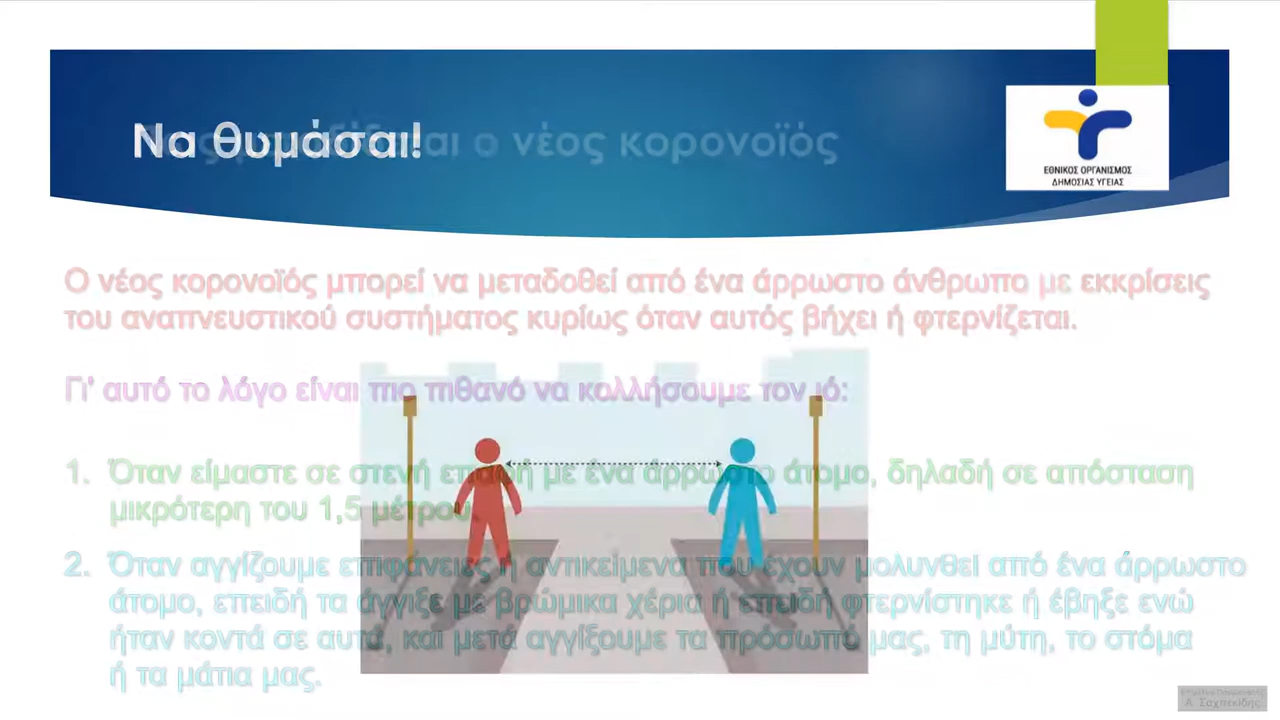 Να θυμάσαι!
αι ο νέος κορονοϊός
ΕΘΝΙΚΟΣ ΟΡΓΑΝΙΣΜΟΣ
ΔΗΜΟΣΙΑΣ ΥΓΕΙΑΣ
Ο νέος κορονοϊός μπορεί να μεταδοθεί από ένα άρρωστο άνθρωπο με εκκρίσεις
του αναπνευστικού συστήματος κυρίως όταν αυτός βήχει ή φτερνίζεται.
Γι' αυτό το λόγο είναι πιο πιθανό να κολλήσουμε τον ιό:
1. Όταν είμαστε σε στενή επαφή με ένα άρρωστο άτομο, δηλαδή σε απόσταση
μικρότερη του 1,5 μέτρου.
2. Όταν αγγίζουμε επιφάνειες ή αντικείμενα που έχουν μολυνθεί από ένα άρρωστο
άτομο, επειδή τα άγγιξε με βρώμικα χέρια ή επειδή φτερνίστηκε ή έβηξε ενώ
ήταν κοντά σε αυτά, και μετά αγγίξουμε τα πρόσωπό μας, τη μύτη, το στόμα
ή τα μάτια μας.
Α. Σαχπεκίδης